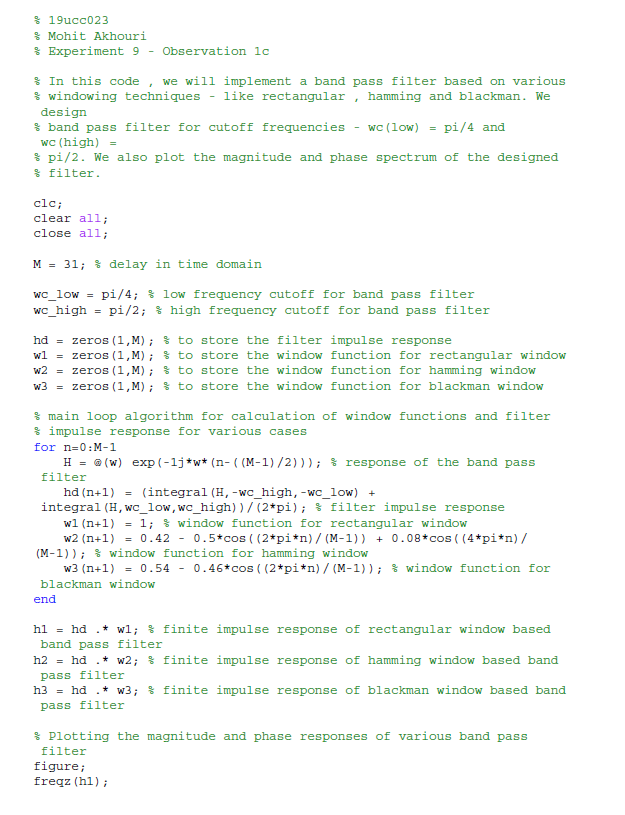 % 19ucc023
% Mohit Akhouri
% Experiment 9 - Observation 1c
% In this code , we will implement a band pass filter based on various
% windowing techniques - like rectangular , hamming and blackman. We
design
% band pass filter for cutoff frequencies - wc(low) = pi/4 and
wc(high) =
% pi/2. We also plot the magnitude and phase spectrum of the designed
% filter.
clc;
clear all;
close all;
M = 31; % delay in time domain
wc_low = pi/4; % low frequency cutoff for band pass filter
wc_high = pi/2; % high frequency cutoff for band pass filter
hd = zeros(1,M); % to store the filter impulse response
w1 = zeros(1,M); % to store the window function for rectangular window
w2 = zeros(1,M); % to store the window function for hamming window
w3 = zeros(1,M); % to store the window function for blackman window
% main loop algorithm for calculation of window functions and filter
% impulse response for various cases
for n=0:M-1
H = @(w) exp(-1j*w*(n-((M-1)/2))); % response of the band pass
filter
hd(n+1) = (integral(H,-wc_high,-wc_low) +
integral(H,wc_low,wc_high))/(2*pi); % filter impulse response
w1(n+1) = 1; % window function for rectangular window
w2(n+1) = 0.42 - 0.5*cos((2*pi*n)/(M-1)) + 0.08*cos((4*pi*n)/
(M-1)); % window function for hamming window
w3(n+1) = 0.54 - 0.46*cos((2*pi*n)/(M-1)); % window function for
blackman window
end
h1 = hd .* w1; % finite impulse response of rectangular window based
band pass filter
h2 = hd .* w2; % finite impulse response of hamming window based band
pass filter
h3 = hd .* w3; % finite impulse response of blackman window based band
pass filter
% Plotting the magnitude and phase responses of various band pass
filter
figure;
freqz(h1);